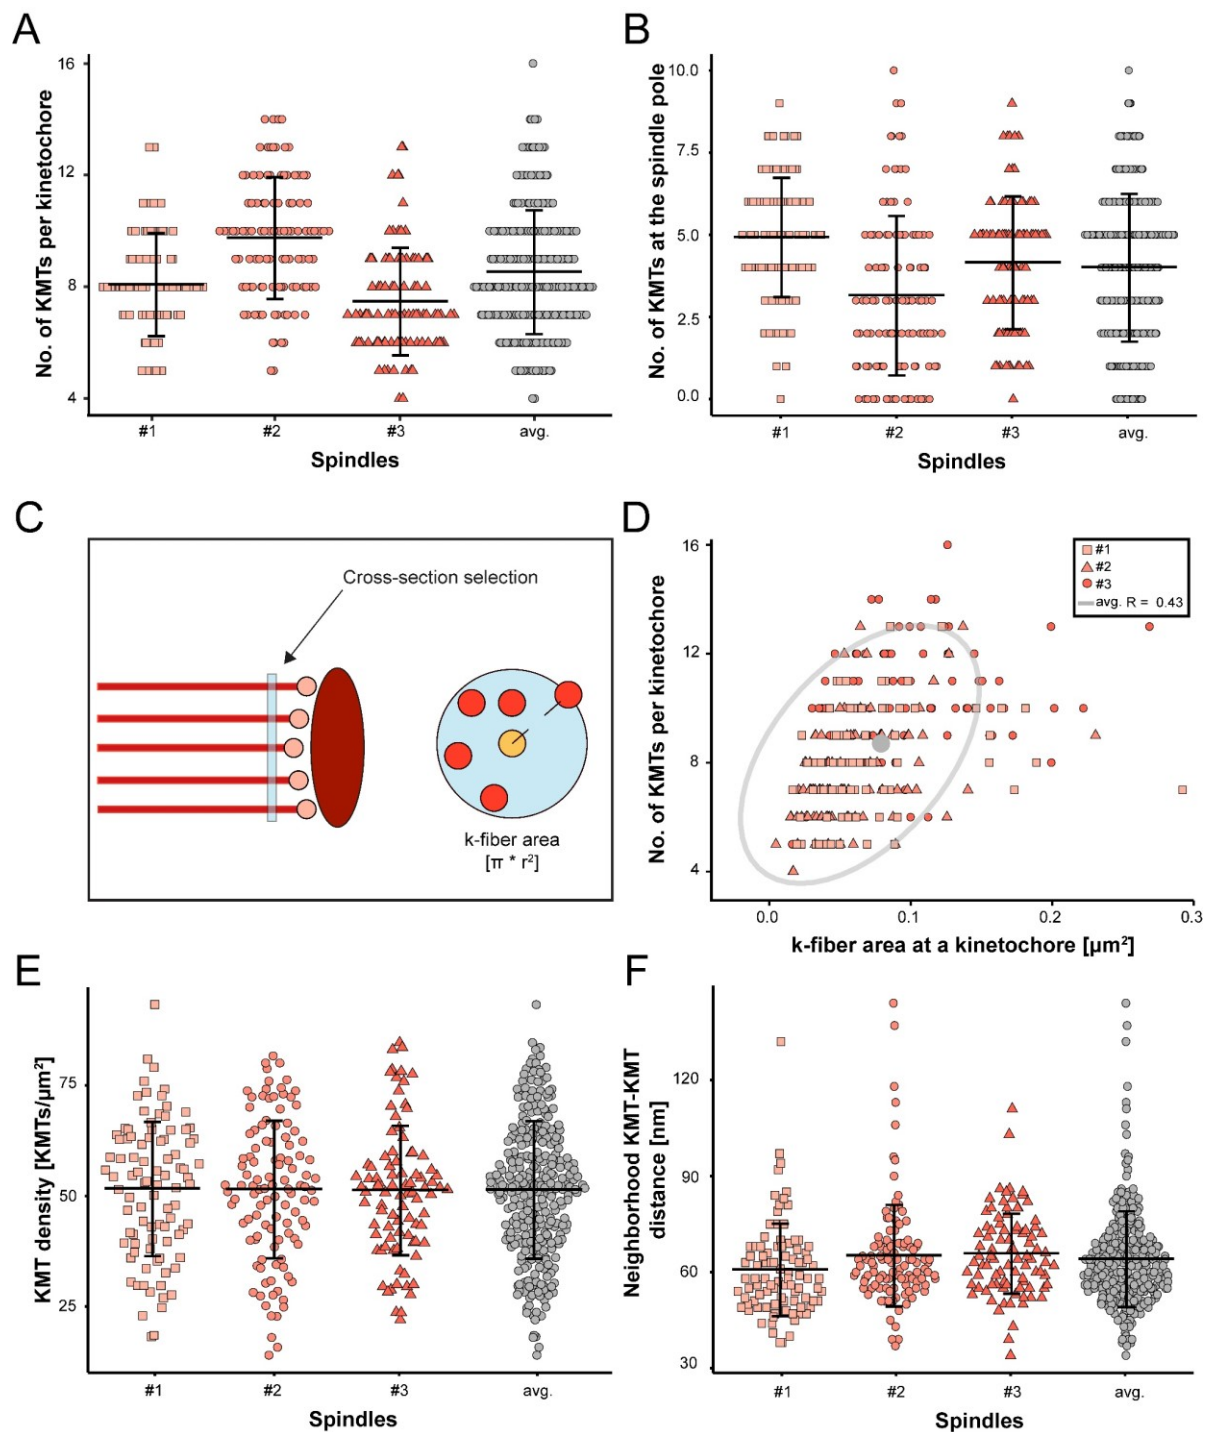 A
No. of KMTs per kinetochore
16
12
8
4
#1
#2
#3
avg.
Spindles
B
No. of KMTs at the spindle pole
10.0
7.5
5.0
2.5
0.0
#1
#2
#3
avg.
Spindles
C
Cross-section selection
k-fiber area
[π * r²]
D
No. of KMTs per kinetochore
16
12
8
4
#1
#2
#3
avg. R = 0.43
0.0
0.1
0.2
0.3
k-fiber area at a kinetochore [µm²]
E
KMT density [KMTs/µm²]
75
50
25
#1
#2
#3
avg.
Spindles
F
Neighborhood KMT-KMT
distance [nm]
120
90
60
30
#1
#2
#3
avg.
Spindles